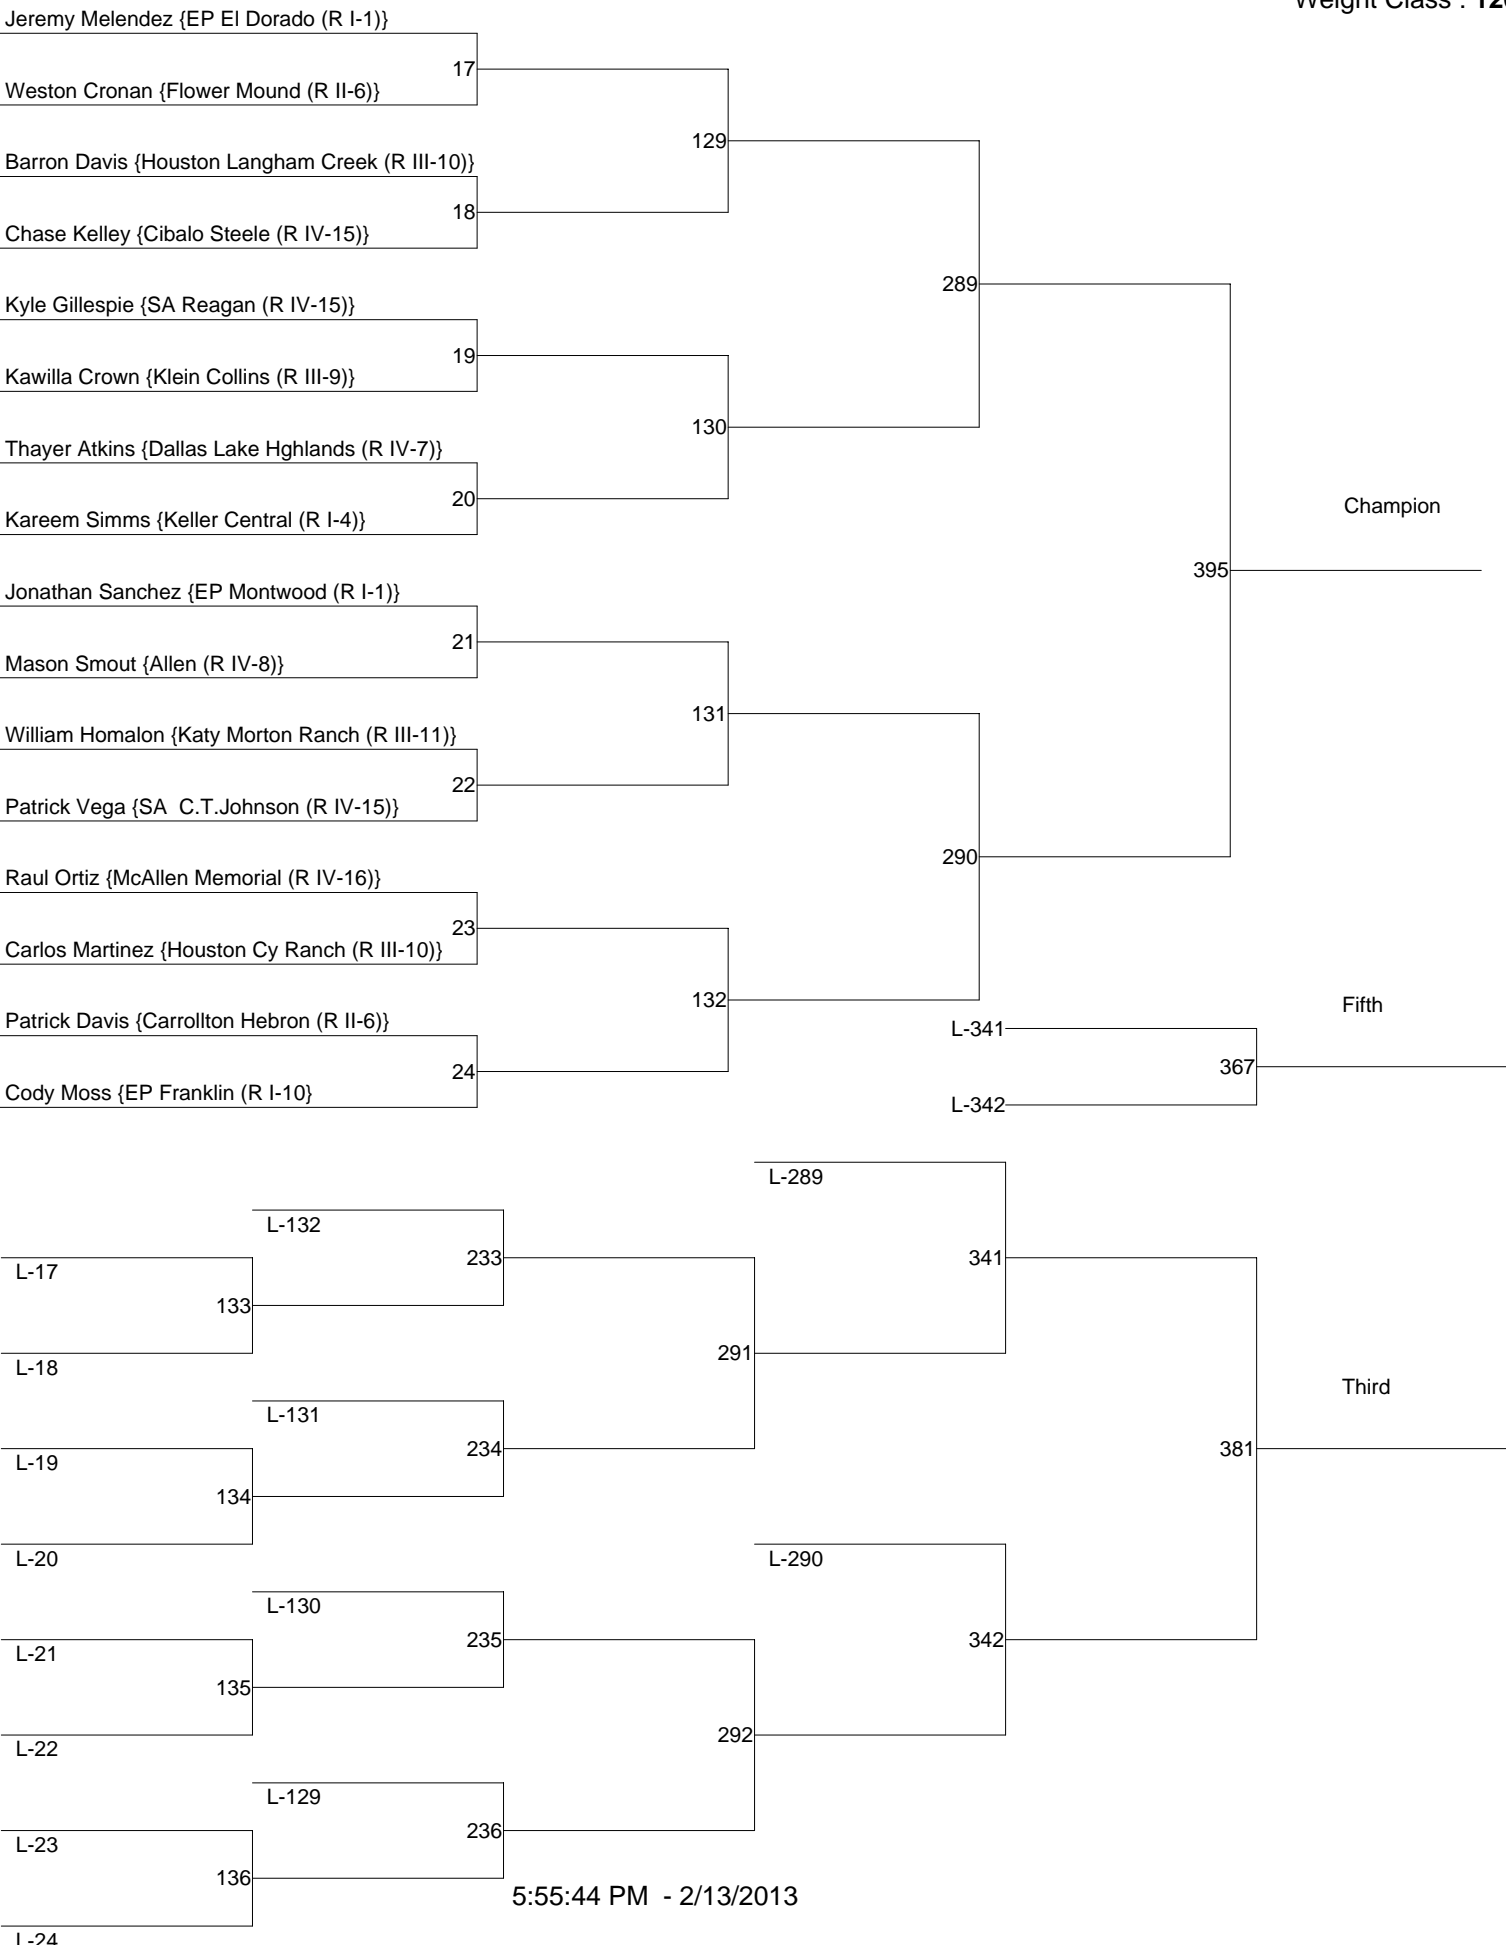 Weight Class :
Jeremy Melendez {EP El Dorado (R I-1)}
17
Weston Cronan {Flower Mound (R II-6)}
129
Barron Davis {Houston Langham Creek (R III-10)}
18
Chase Kelley {Cibalo Steele (R IV-15)}
289
Kyle Gillespie {SA Reagan (R IV-15)}
19
Kawilla Crown {Klein Collins (R III-9)}
130
Thayer Atkins {Dallas Lake Hghlands (R IV-7)}
20
Kareem Simms {Keller Central (R I-4)}
Champion
395
Jonathan Sanchez {EP Montwood (R I-1)}
21
Mason Smout {Allen (R IV-8)}
131
William Homalon {Katy Morton Ranch (R III-11)}
22
Patrick Vega {SA  C.T.Johnson (R IV-15)}
290
Raul Ortiz {McAllen Memorial (R IV-16)}
23
Carlos Martinez {Houston Cy Ranch (R III-10)}
132
Patrick Davis {Carrollton Hebron (R II-6)}
24
Cody Moss {EP Franklin (R I-10}
Fifth
L-341
367
L-342
L-289
L-132
233
341
L-17
133
L-18
291
L-131
234
Third
381
L-19
134
L-20
L-290
L-130
235
342
L-21
135
L-22
292
L-129
236
L-23
136
5:55:44 PM  - 2/13/2013
L-24